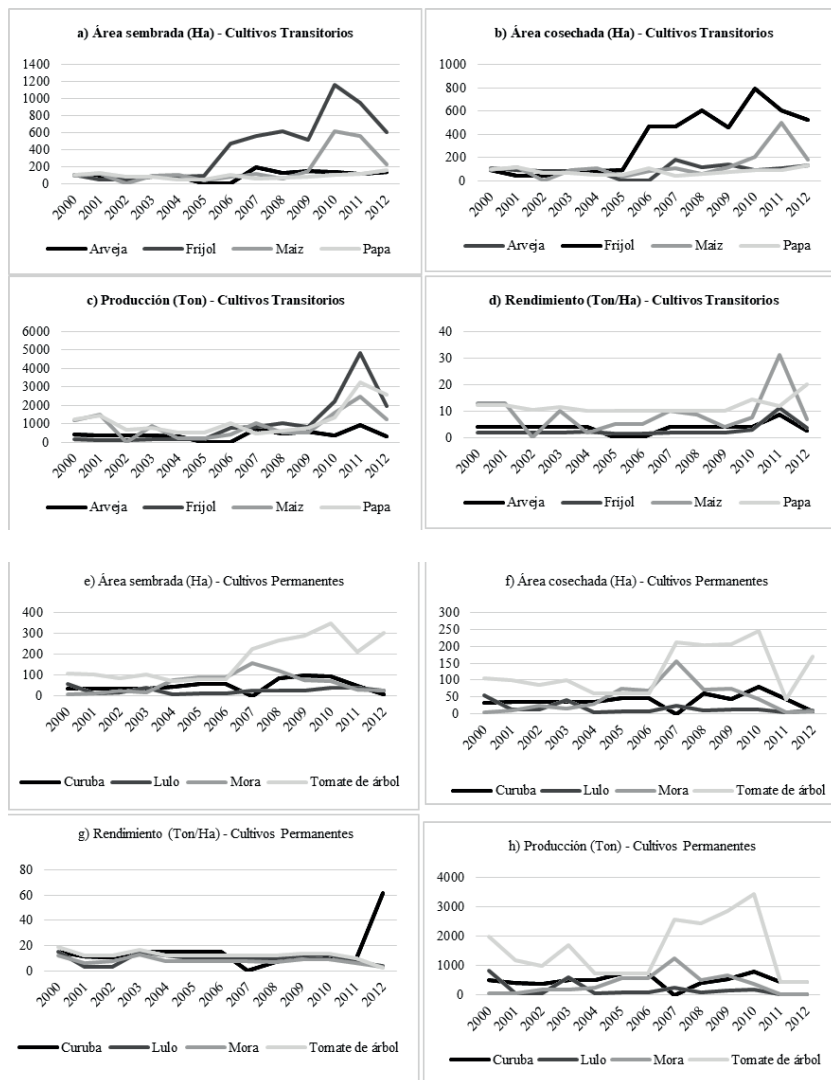 a) Área sembrada (Ha) - Cultivos Transitorios
1400
1200
1000
800
600
400
200
0
2000 2001 2002 2003 2004 2005 2006 2007 2008 2009 2010 2011 2012
Arveja Frijol Maiz Papa
b) Área cosechada (Ha) - Cultivos Transitorios
1000
800
600
400
200
0
2000 2001 2002 2003 2004 2005 2006 2007 2008 2009 2010 2011 2012
Arveja Frijol Maiz Papa
c) Producción (Ton) - Cultivos Transitorios
6000
5000
4000
3000
2000
1000
0
2000 2001 2002 2003 2004 2005 2006 2007 2008 2009 2010 2011 2012
Arveja Frijol Maiz Papa
d) Rendimiento (Ton/Ha) - Cultivos Transitorios
40
30
20
10
0
2000 2001 2002 2003 2004 2005 2006 2007 2008 2009 2010 2011 2012
Arveja Frijol Maiz Papa
e) Área sembrada (Ha) - Cultivos Permanentes
400
300
200
100
0
2000 2001 2002 2003 2004 2005 2006 2007 2008 2009 2010 2011 2012
Curuba Lulo Mora Tomate de árbol
f) Área cosechada (Ha) - Cultivos Permanentes
300
250
200
150
100
50
0
2000 2001 2002 2003 2004 2005 2006 2007 2008 2009 2010 2011 2012
Curuba Lulo Mora Tomate de árbol
g) Rendimiento (Ton/Ha) - Cultivos Permanentes
80
60
40
20
0
2000 2001 2002 2003 2004 2005 2006 2007 2008 2009 2010 2011 2012
Curuba Lulo Mora Tomate de árbol
h) Producción (Ton) - Cultivos Permanentes
4000
3000
2000
1000
0
2000 2001 2002 2003 2004 2005 2006 2007 2008 2009 2010 2011 2012
Curuba Lulo Mora Tomate de árbol